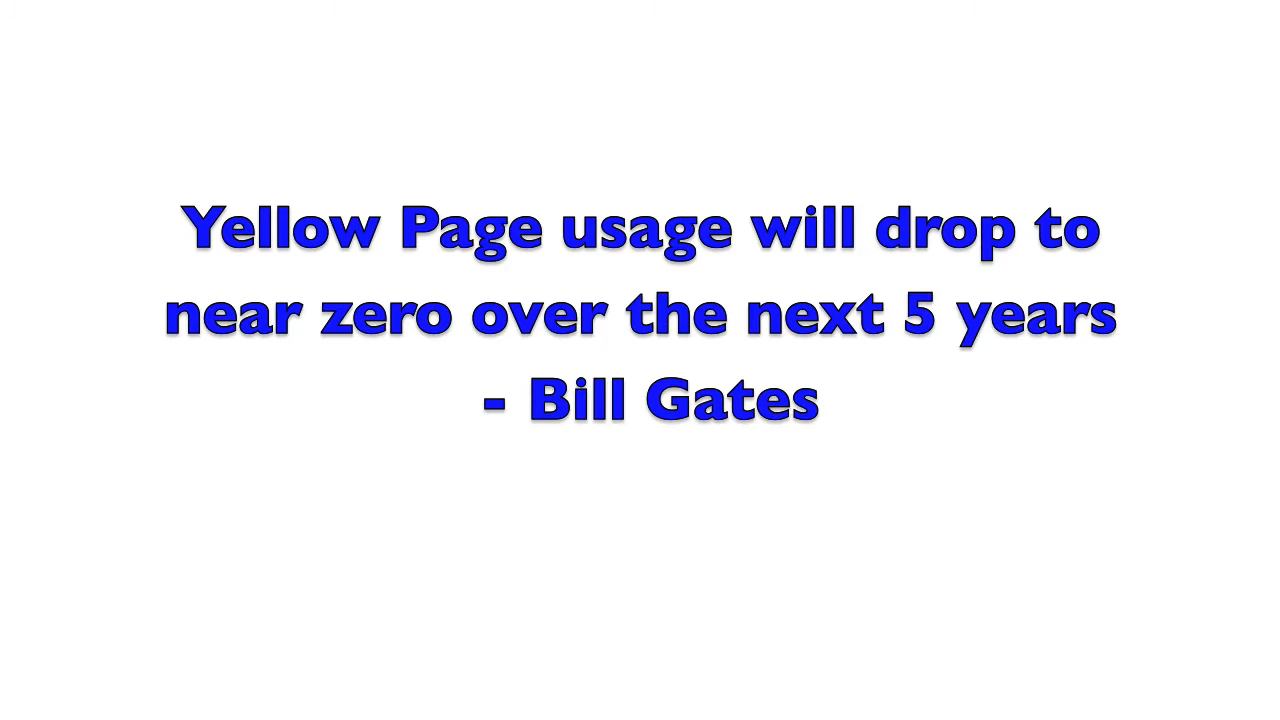 Yellow Page usage will drop to
near zero over the next 5 years
- Bill Gates